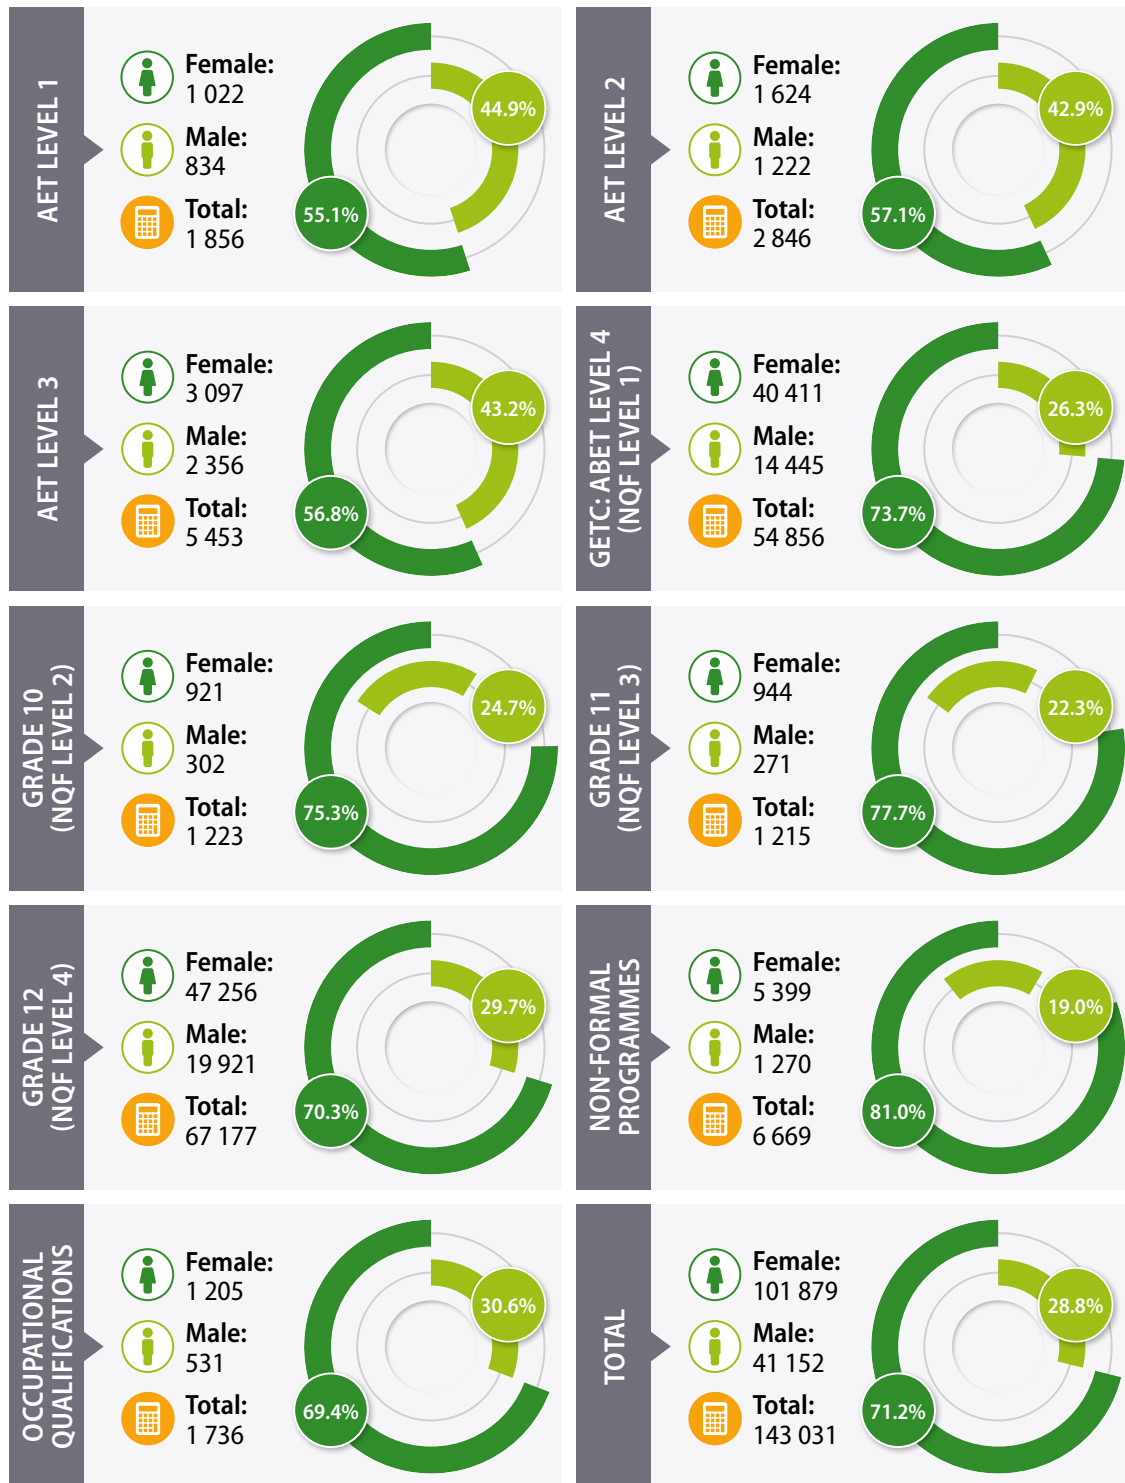 AET LEVEL 1
Female:
1 022
Male:
834
Total:
1 856
44.9%
55.1%
AET LEVEL 2
Female:
1 624
Male:
1 222
Total:
2 846
42.9%
57.1%
AET LEVEL 3
Female:
3 097
Male:
2 356
Total:
5 453
43.2%
56.8%
GETC: ABET LEVEL 4
(NQF LEVEL 1)
Female:
40 411
Male:
14 445
Total:
54 856
26.3%
73.7%
GRADE 10
(NQF LEVEL 2)
Female:
921
Male:
302
Total:
1 223
24.7%
75.3%
GRADE 11
(NQF LEVEL 3)
Female:
944
Male:
271
Total:
1 215
22.3%
77.7%
GRADE 12
(NQF LEVEL 4)
Female:
47 256
Male:
19 921
Total:
67 177
29.7%
70.3%
NON-FORMAL
PROGRAMMES
Female:
5 399
Male:
1 270
Total:
6 669
19.0%
81.0%
OCCUPATIONAL
QUALIFICATIONS
Female:
1 205
Male:
531
Total:
1 736
30.6%
69.4%
TOTAL
Female:
101 879
Male:
41 152
Total:
143 031
28.8%
71.2%